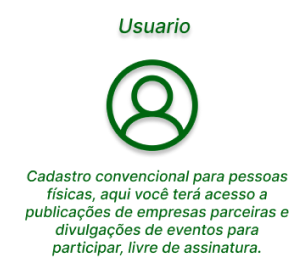 Usuario
Cadastro convencional para pessoas
físicas, aqui você terá acesso a
publicações de empresas parceiras e
divulgações de eventos para
participar, livre de assinatura.